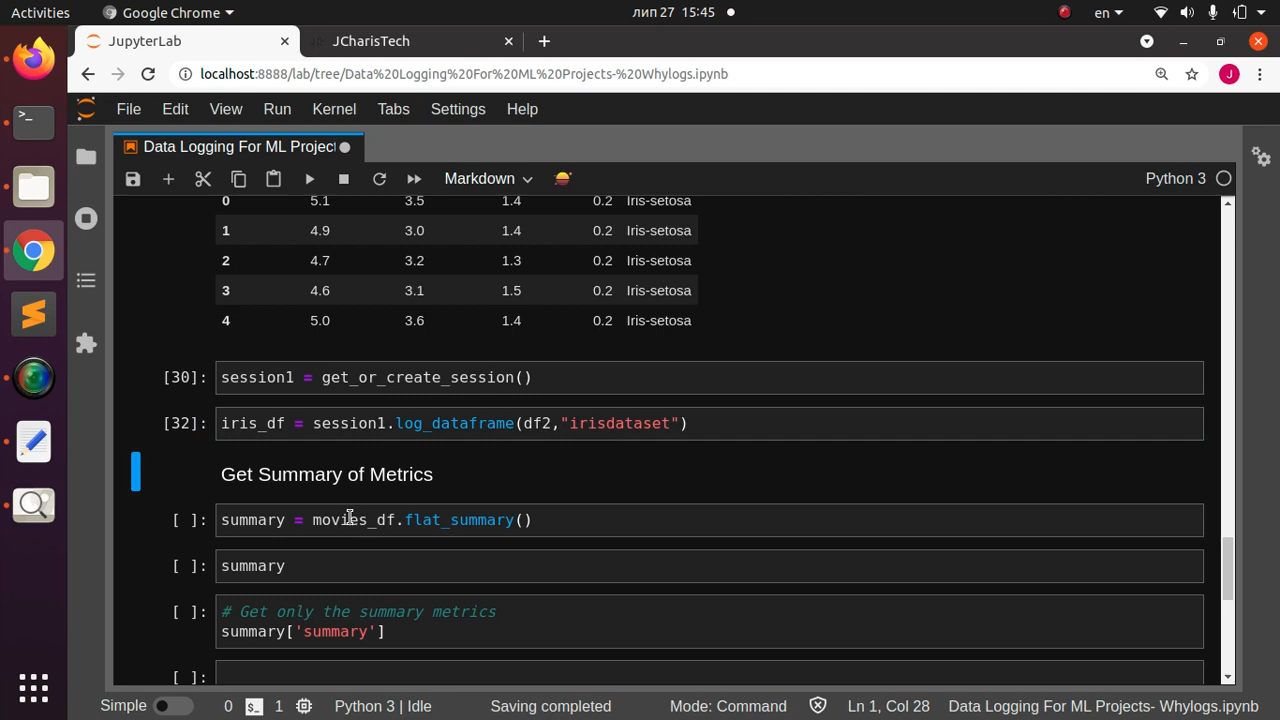 Activities Google Chrome лип 27 15:45 en
JupyterLab JCharisTech
localhost:8888/lab/tree/Data%20Logging%20For%20ML%20Projects-%20Whylogs.ipynb J
File Edit View Run Kernel Tabs Settings Help
Data Logging For ML Project
Markdown Python 3
0 5.1 3.5 1.4 0.2 Iris-setosa
1 4.9 3.0 1.4 0.2 Iris-setosa
2 4.7 3.2 1.3 0.2 Iris-setosa
3 4.6 3.1 1.5 0.2 Iris-setosa
4 5.0 3.6 1.4 0.2 Iris-setosa
[30]: session1 = get_or_create_session()
[32]: iris_df = session1.log_dataframe(df2,"irisdataset")
Get Summary of Metrics
[ ]: summary = movies_df.flat_summary()
[ ]: summary
[ ]: # Get only the summary metrics
summary['summary']
[ ]:
Simple 0 $_ 1 Python 3 | Idle Saving completed Mode: Command Ln 1, Col 28 Data Logging For ML Projects- Whylogs.ipynb